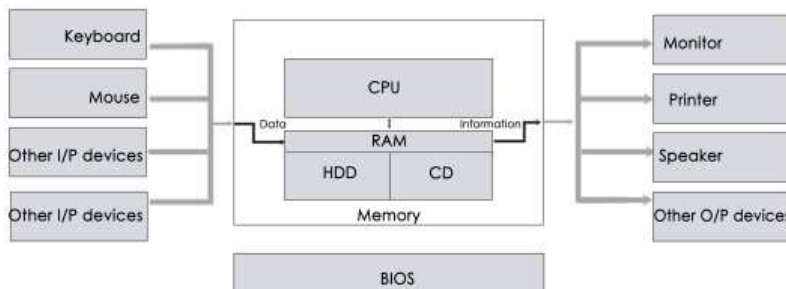 Keyboard
Mouse
Other I/P devices
Other I/P devices
CPU
Data
Information
RAM
HDD
CD
Memory
BIOS
Monitor
Printer
Speaker
Other O/P devices